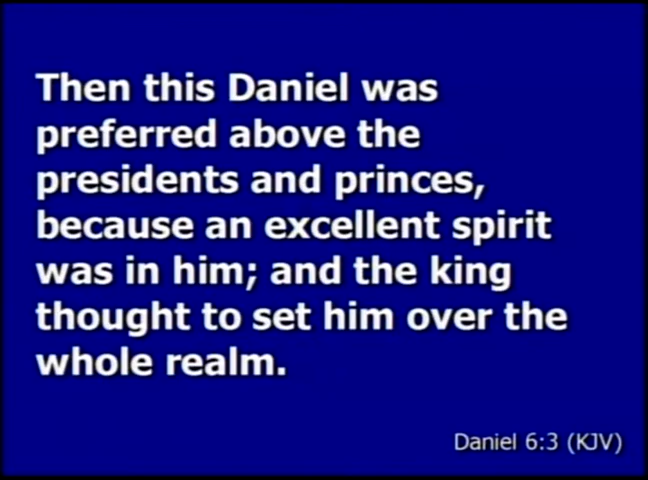 Then this Daniel was
preferred above the
presidents and princes,
because an excellent spirit
was in him; and the king
thought to set him over the
whole realm.
Daniel 6:3 (KJV)